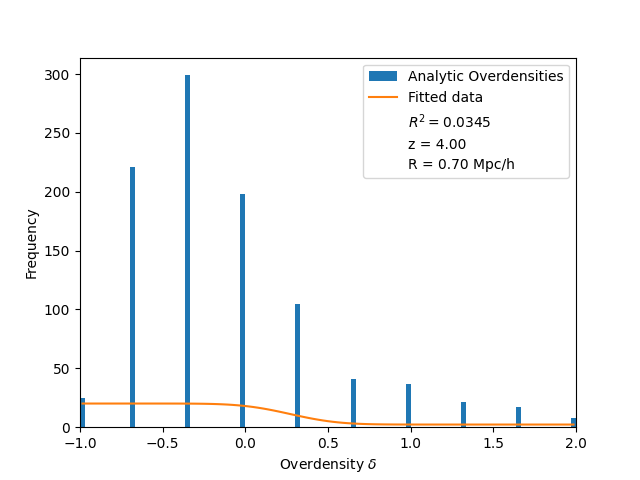 Analytic Overdensities
Fitted data
$R^2 = 0.0345$
z = 4.00
R = 0.70 Mpc/h
300
250
200
150
100
50
0
Frequency
−1.0 −0.5 0.0 0.5 1.0 1.5 2.0
Overdensity δ